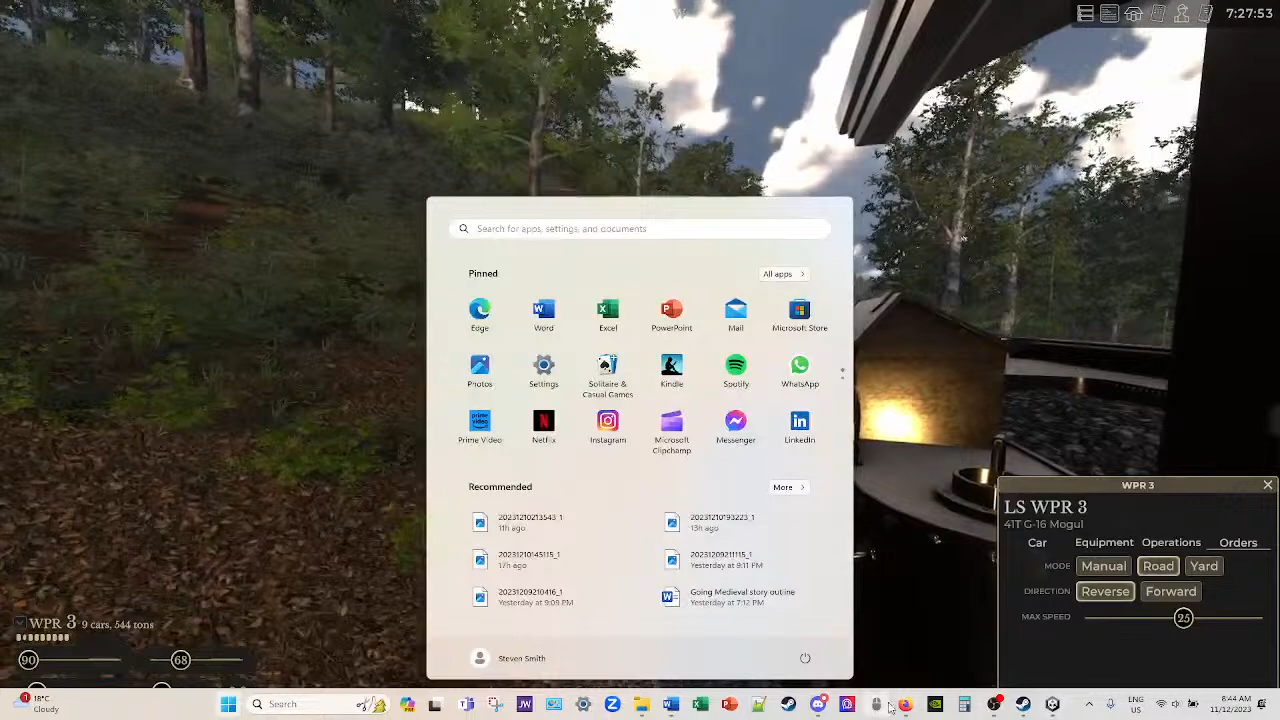 7:27:53
Search for apps, settings, and documents
Pinned
All apps >
Edge
Word
Excel
PowerPoint
Mail
Microsoft Store
Photos
Settings
Solitaire &
Casual Games
Kindle
Spotify
WhatsApp
Prime Video
Netflix
Instagram
Microsoft
Clipchamp
Messenger
LinkedIn
Recommended
More >
20231210213543_1
11h ago
20231210193223_1
13h ago
20231210145115_1
17h ago
20231209211115_1
Yesterday at 9:11 PM
20231209210416_1
Yesterday at 9:09 PM
Going Medieval story outline
Yesterday at 7:12 PM
Steven Smith
WPR 3
LS WPR 3
41T G-16 Mogul
Car Equipment Operations Orders
MODE Manual Road Yard
DIRECTION Reverse Forward
MAX SPEED 25
WPR 3 9 cars, 544 tons
90 68
1
18°C
Cloudy
Search
ENG
US
8:44 AM
11/12/2023